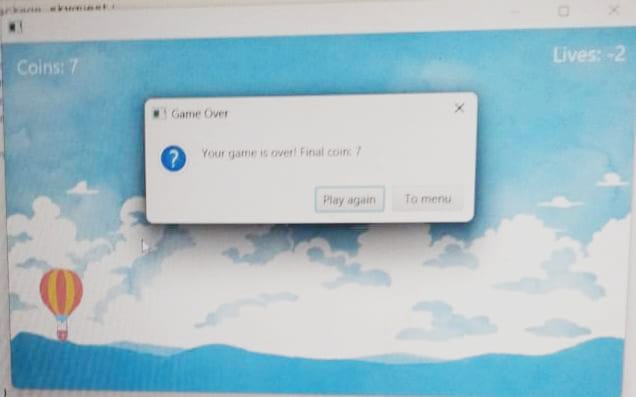 Coins: 7
Lives: -2
Game Over
Your game is over! Final coin: 7
Play again
To menu